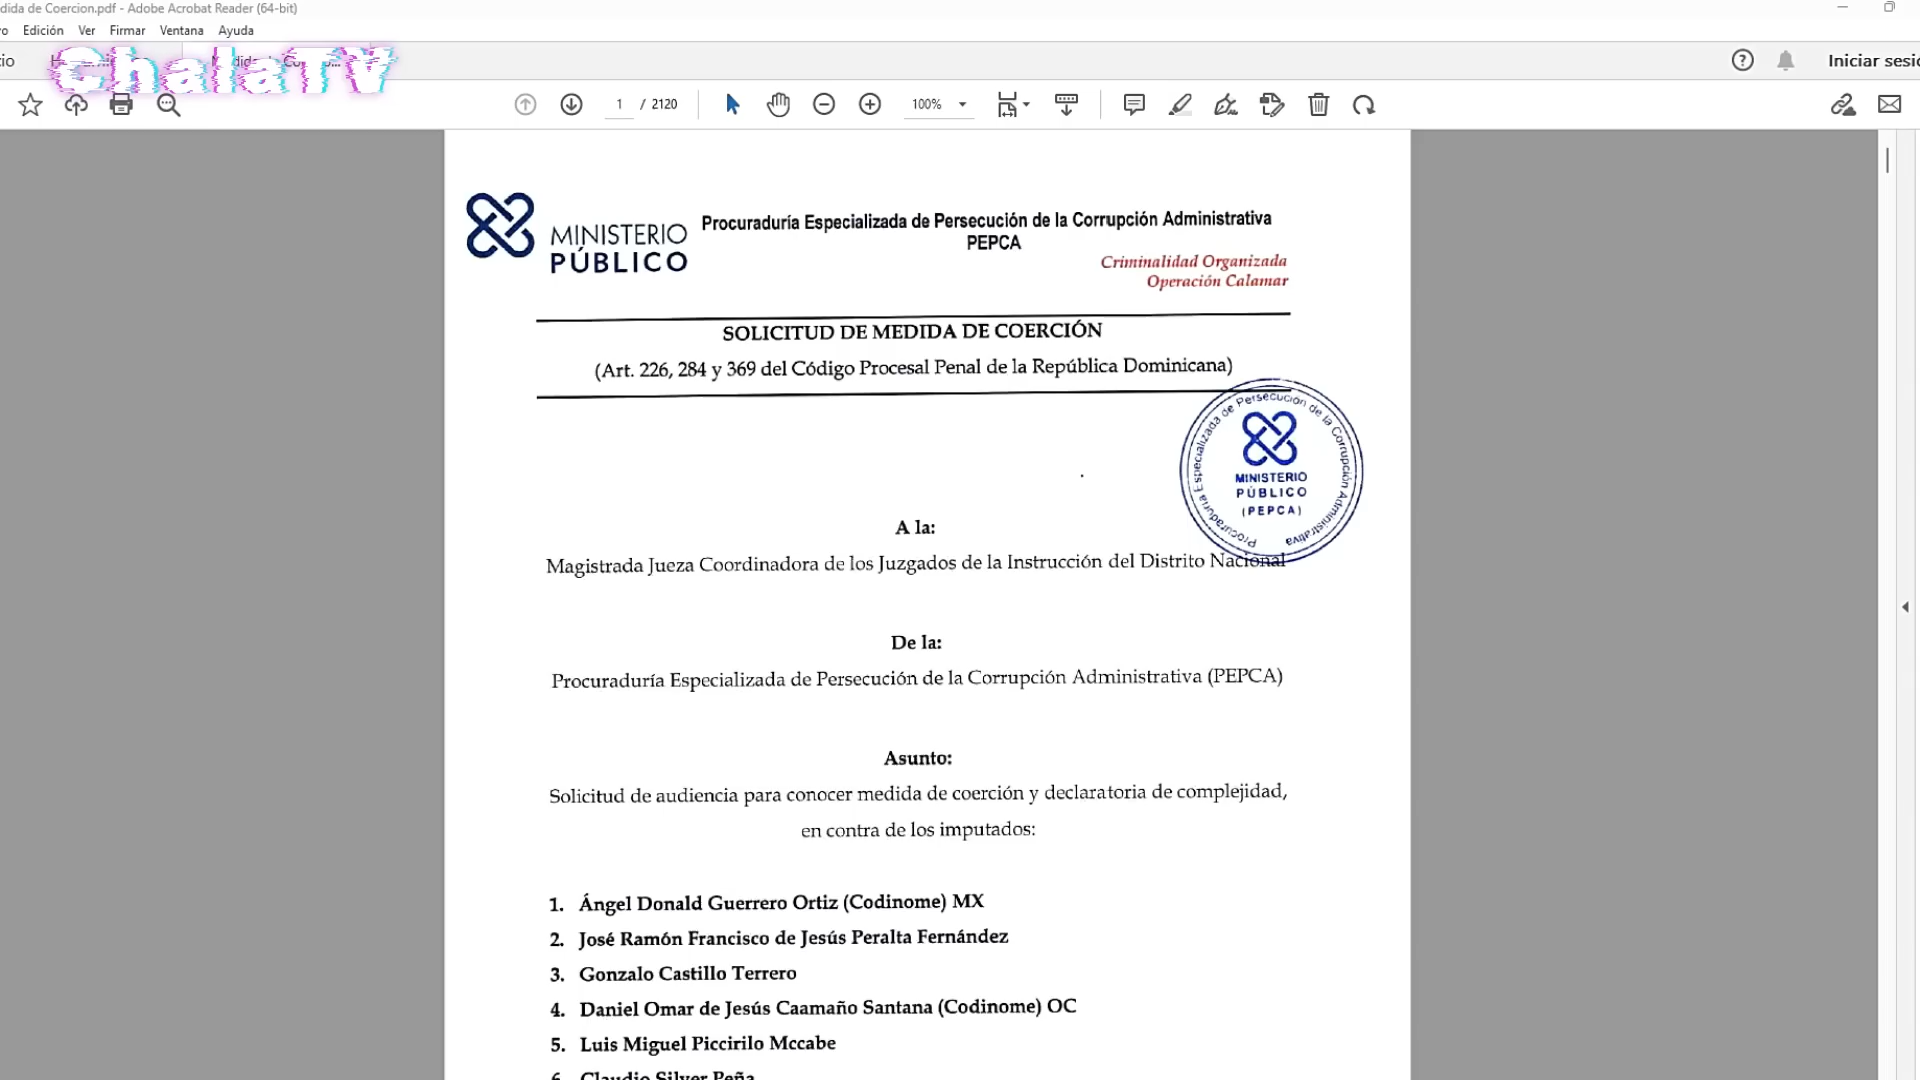 dida de Coercion.pdf - Adobe Acrobat Reader (64-bit)
Edición Ver Firmar Ventana Ayuda
ChalaTV
Iniciar sesió
1 / 2120
100%
MINISTERIO
PÚBLICO
Procuraduría Especializada de Persecución de la Corrupción Administrativa
PEPCA
Criminalidad Organizada
Operación Calamar
SOLICITUD DE MEDIDA DE COERCIÓN
(Art. 226, 284 y 369 del Código Procesal Penal de la República Dominicana)
Procuraduría Especializada de Persecución de la Corrupción Administrativa
MINISTERIO
PÚBLICO
(PEPCA)
A la:
Magistrada Jueza Coordinadora de los Juzgados de la Instrucción del Distrito Nacional
De la:
Procuraduría Especializada de Persecución de la Corrupción Administrativa (PEPCA)
Asunto:
Solicitud de audiencia para conocer medida de coerción y declaratoria de complejidad,
en contra de los imputados:
1. Ángel Donald Guerrero Ortiz (Codinome) MX
2. José Ramón Francisco de Jesús Peralta Fernández
3. Gonzalo Castillo Terrero
4. Daniel Omar de Jesús Caamaño Santana (Codinome) OC
5. Luis Miguel Piccirilo Mccabe
6. Claudio Silver Peña